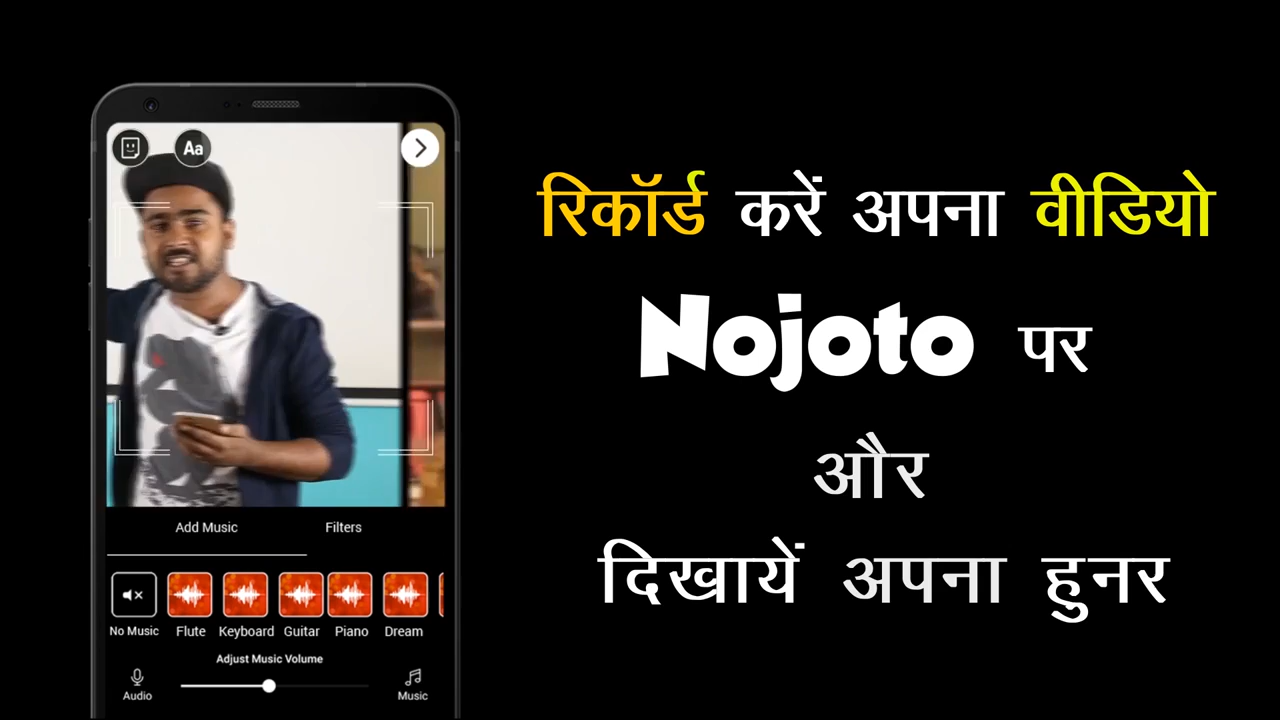 Aa
रिकॉर्ड करें अपना वीडियो
Nojoto पर
और
दिखायें अपना हुनर
Add Music Filters
No Music Flute Keyboard Guitar Piano Dream
Adjust Music Volume
Audio Music